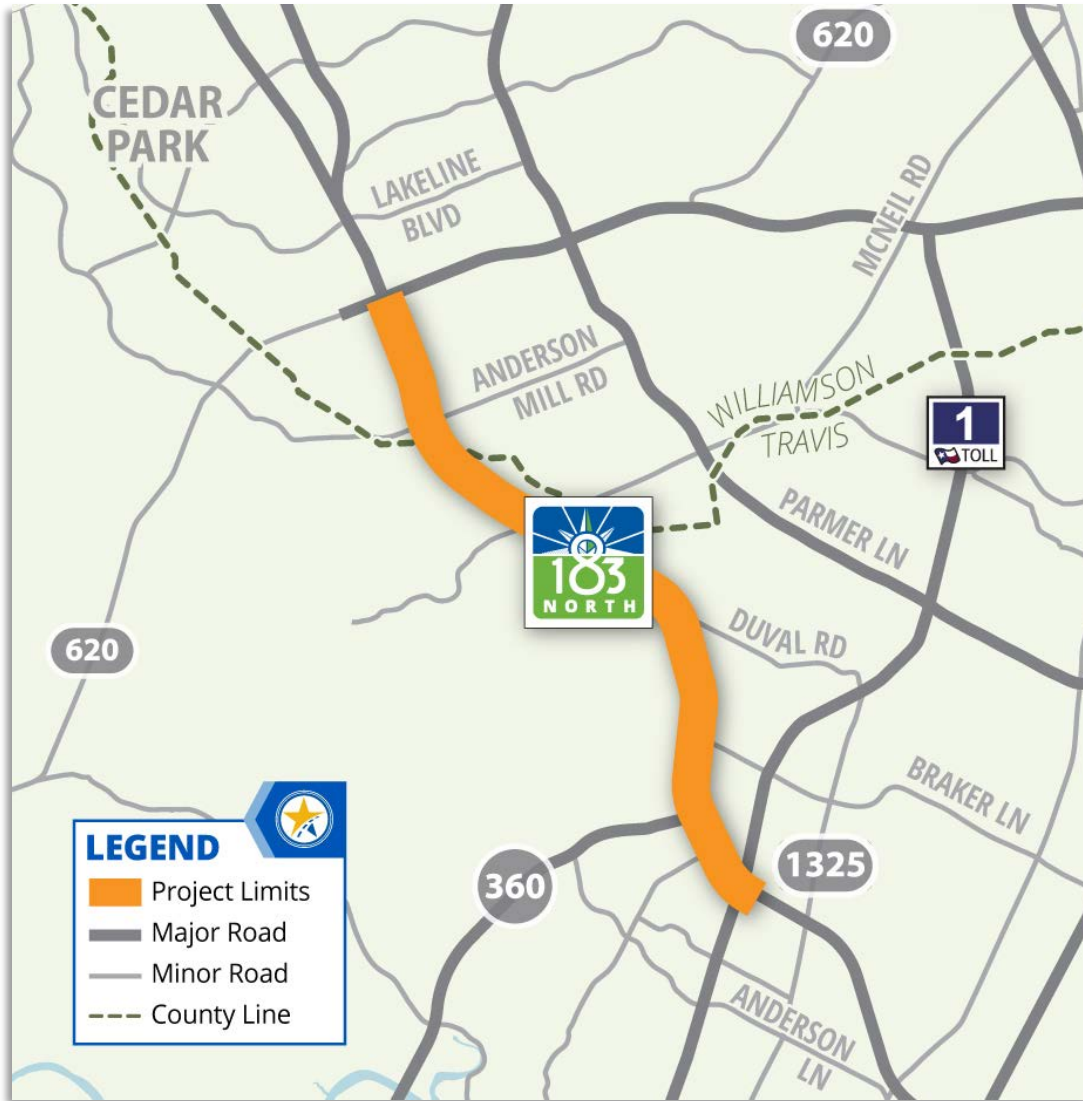 620
CEDAR
PARK
LAKELINE
BLVD
MCNEIL RD
ANDERSON
MILL RD
WILLIAMSON
TRAVIS
1
TOLL
PARMER LN
183
NORTH
DUVAL RD
620
BRAKER LN
LEGEND
Project Limits
Major Road
Minor Road
County Line
360
1325
ANDERSON
LN